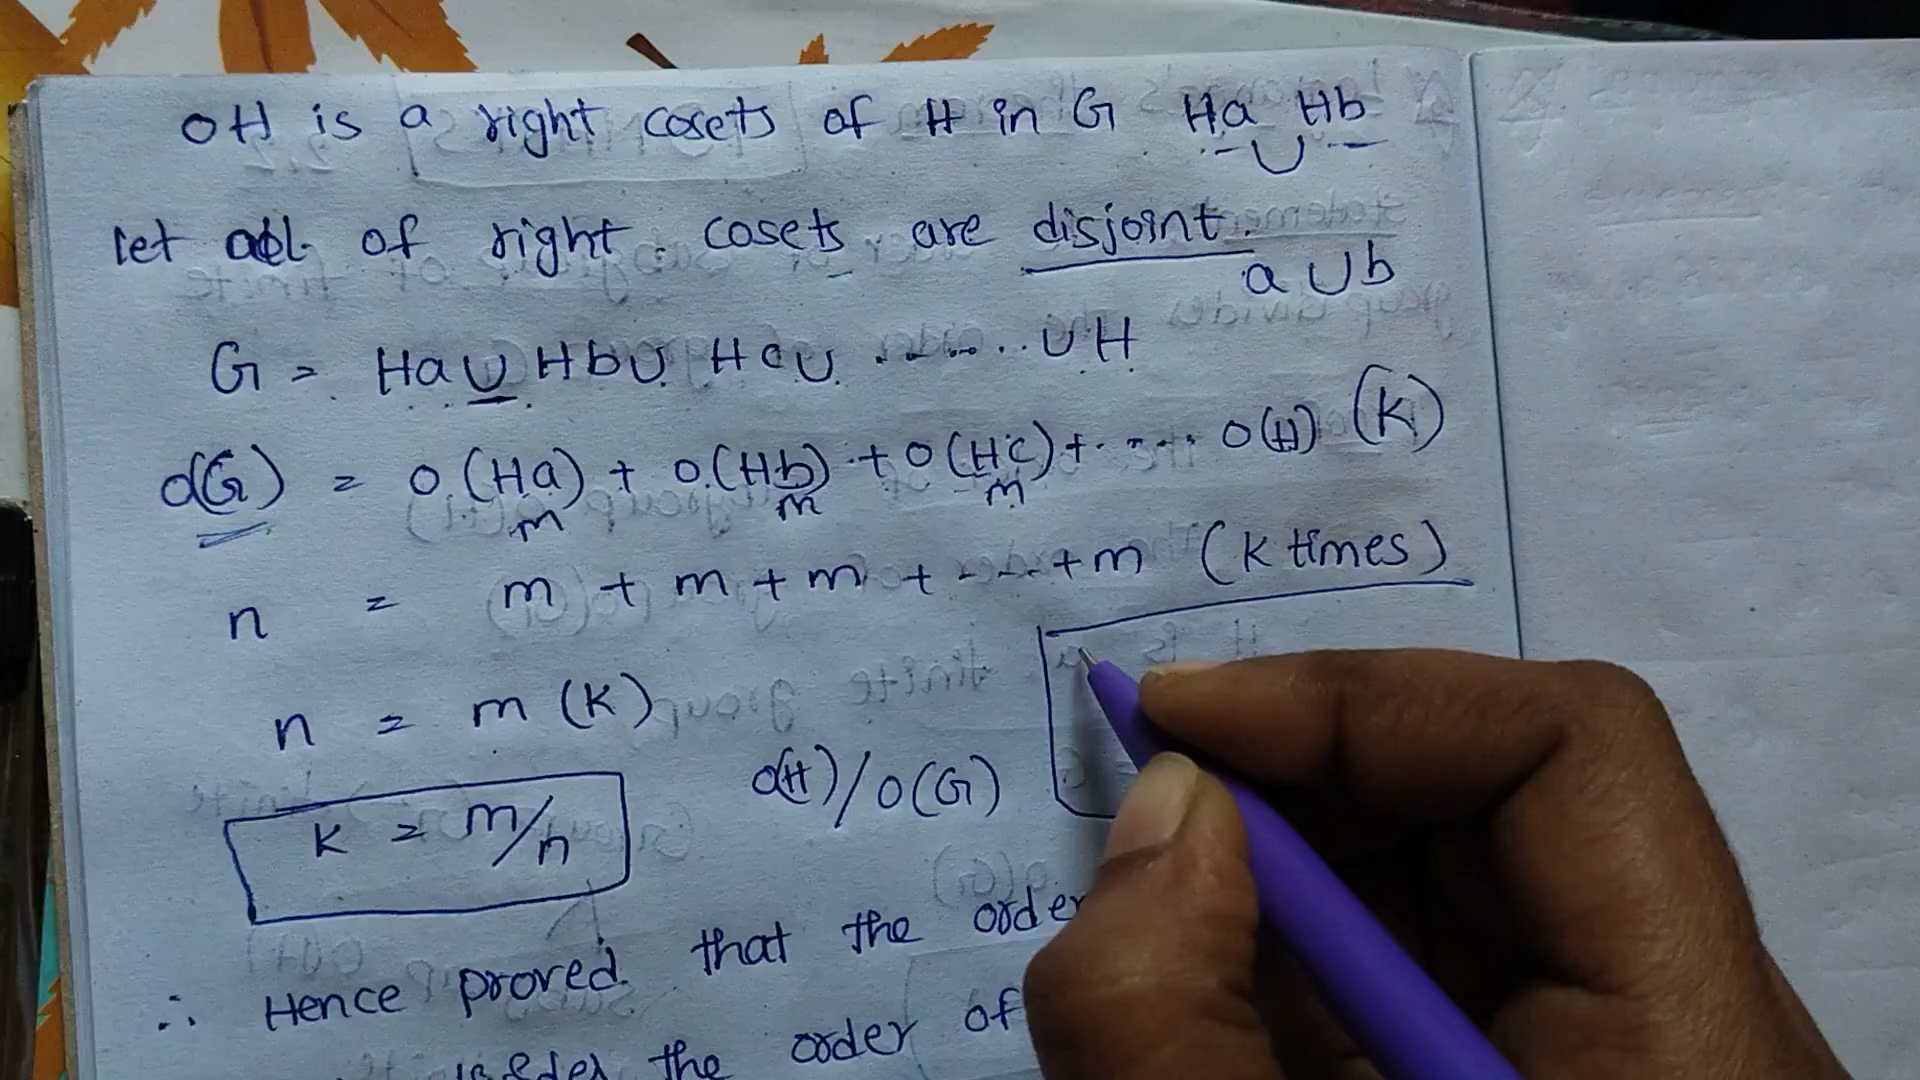 OH is a right cosets of H in G Ha Hb
∪
let all of right cosets are disjoint.
a ∪ b
G = Ha ∪ Hb ∪ Hc ∪ ....... ∪ H
O(G) = O(Ha) + O(Hb) + O(Hc) + ..... O(H) (K)
m m m
n = m + m + m + ---- + m (K times)
n = m (K)
O(H)/O(G)
K = m/n
∴ Hence proved that the order
the order of